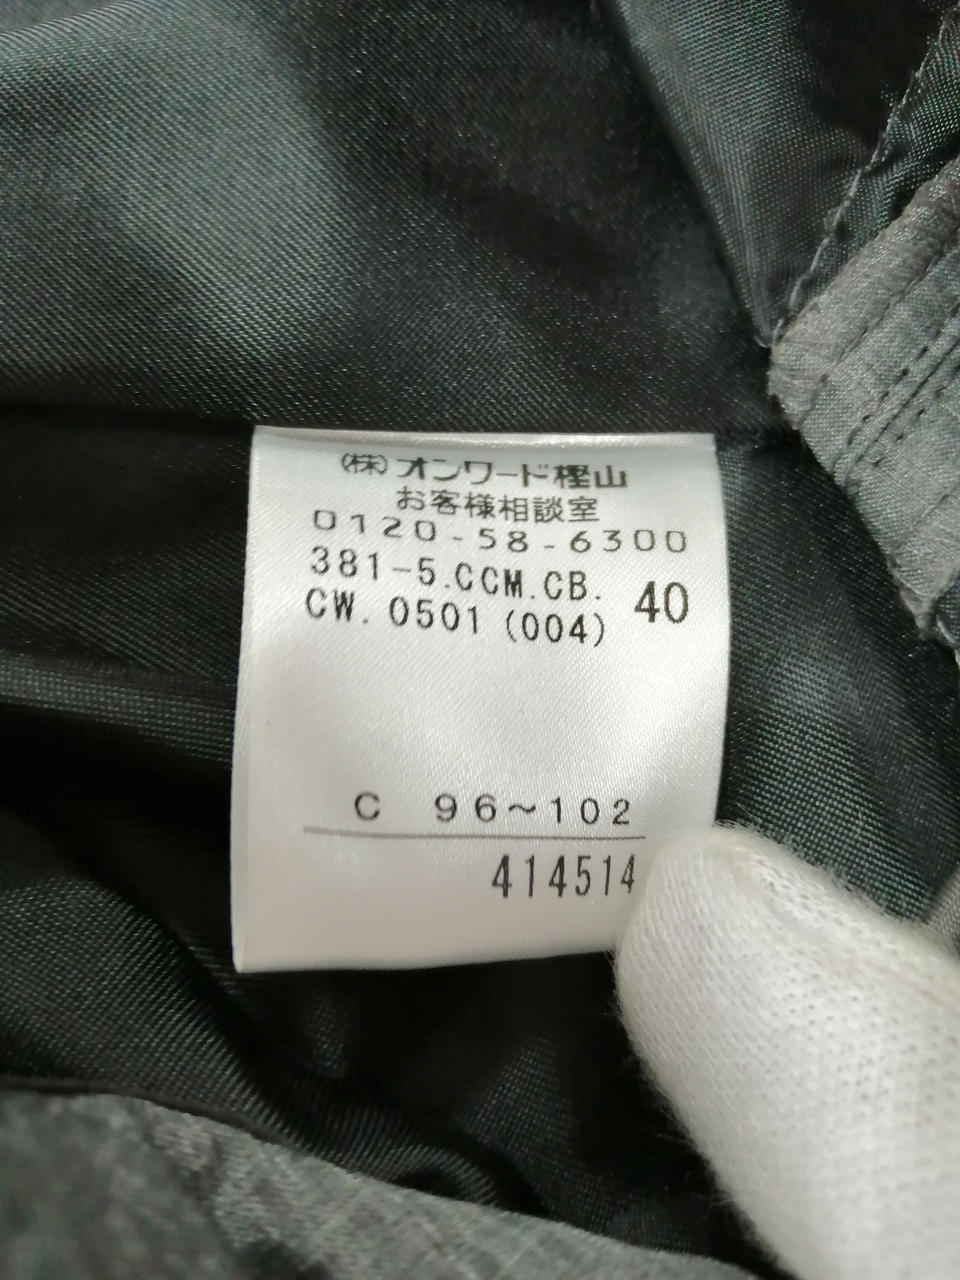 (株)オンワード樫山
お客様相談室
0120-58-6300
381-5.CCM.CB. 40
CW. 0501 (004)
C 96~102
414514